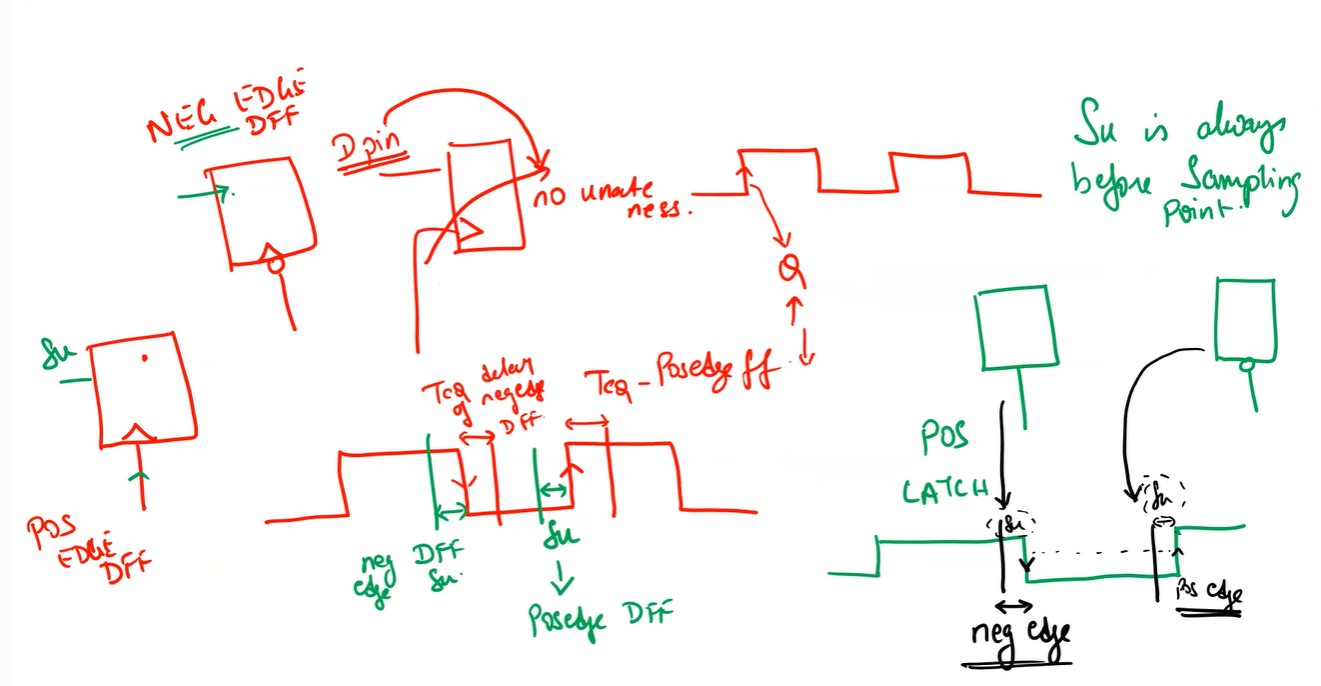 NEG EDGE
DFF
D pin
no unate
ness.
Su is always
before Sampling
Point.
Q
Su
POS
EDGE
DFF
Tcq delay
of negedge
DFF
Tcq - Posedge ff
neg
edge
DFF
Su.
Su
Posedge DFF
POS
LATCH
Su
neg edge
Su
Pos edge